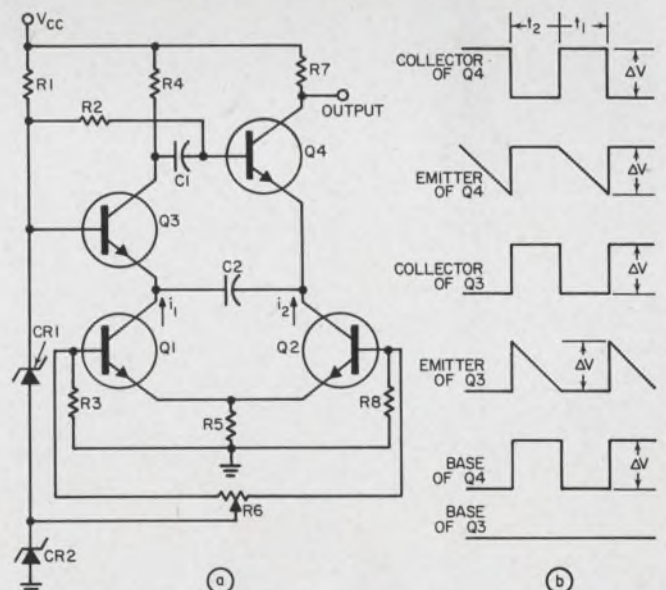 VCC
R1
R4
R7
R2
OUTPUT
C1
Q4
Q3
C2
i1
i2
CR1
Q1
Q2
R3
R5
R8
R6
CR2
a
t2
t1
COLLECTOR
OF Q4
ΔV
EMITTER
OF Q4
ΔV
COLLECTOR
OF Q3
ΔV
EMITTER
OF Q3
ΔV
BASE
OF Q4
ΔV
BASE
OF Q3
b